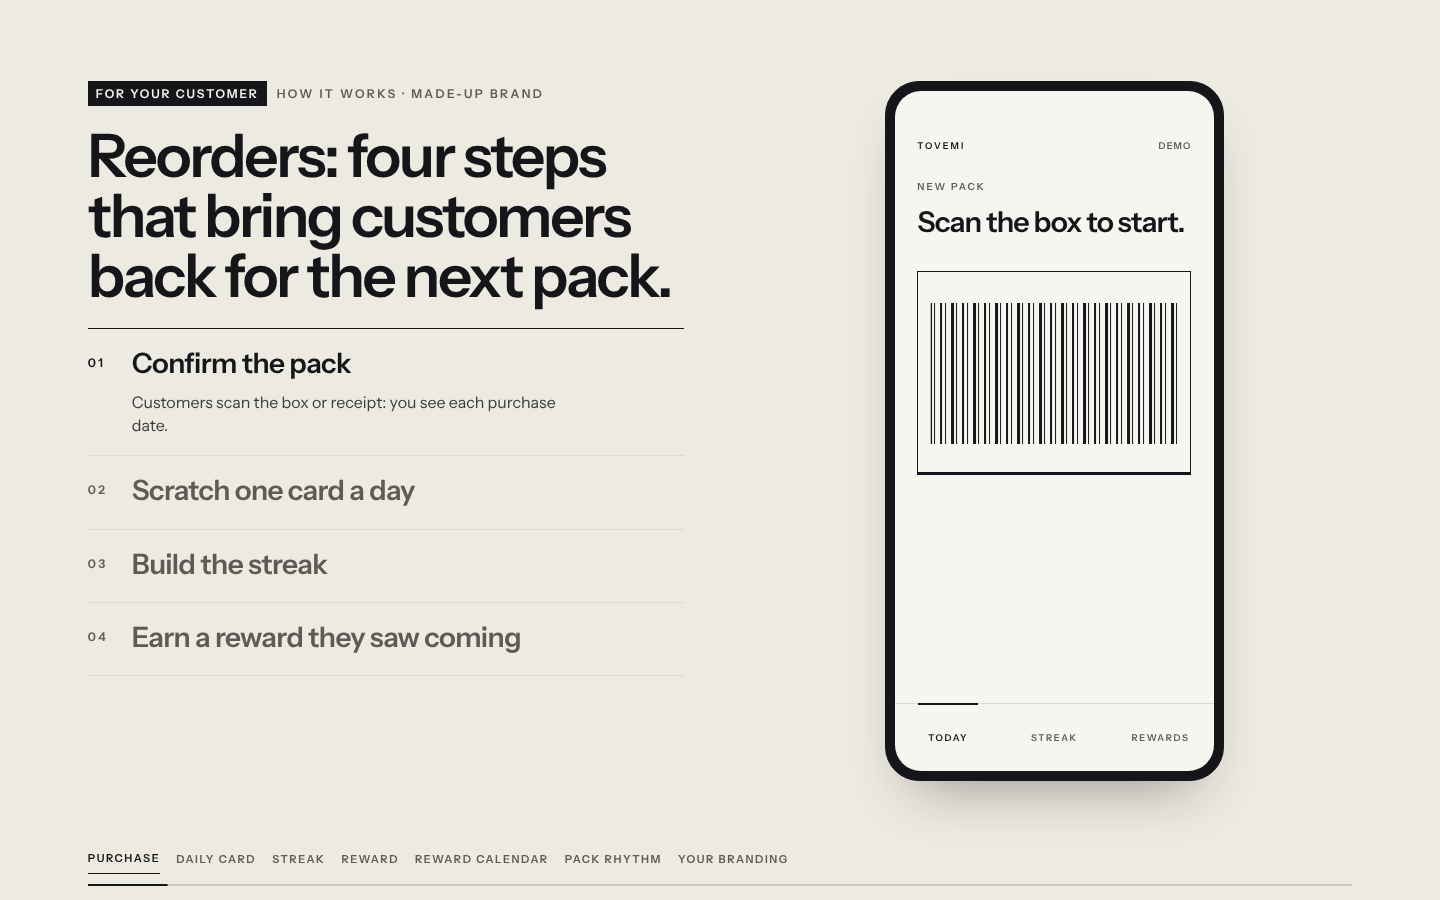 FOR YOUR CUSTOMER HOW IT WORKS · MADE-UP BRAND
Reorders: four steps
that bring customers
back for the next pack.
01 Confirm the pack
Customers scan the box or receipt: you see each purchase
date.
02 Scratch one card a day
03 Build the streak
04 Earn a reward they saw coming
TOVEMI DEMO
NEW PACK
Scan the box to start.
TODAY STREAK REWARDS
PURCHASE DAILY CARD STREAK REWARD REWARD CALENDAR PACK RHYTHM YOUR BRANDING